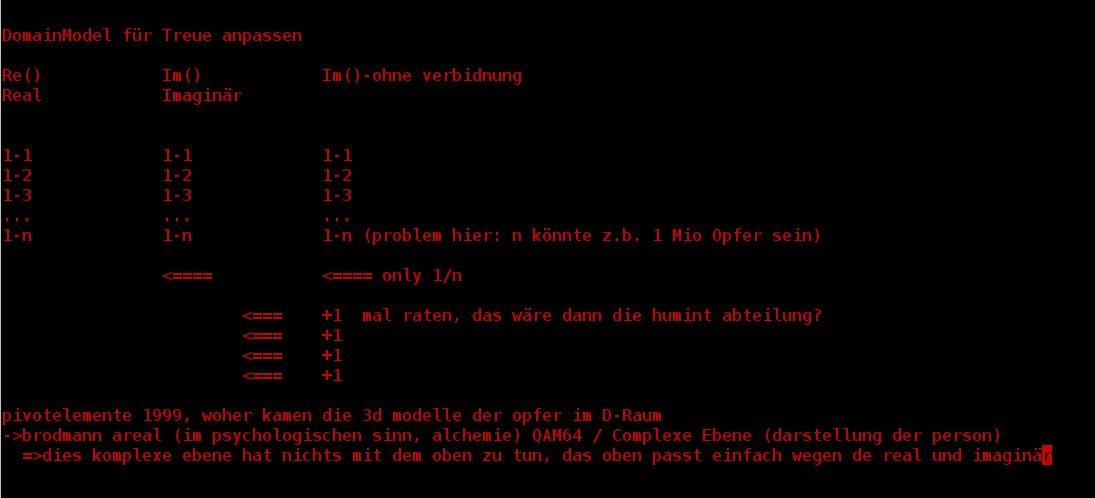 DomainModel für Treue anpassen
Re() Im() Im()-ohne verbidnung
Real Imaginär
1-1 1-1 1-1
1-2 1-2 1-2
1-3 1-3 1-3
... ... ...
1-n 1-n 1-n (problem hier: n könnte z.b. 1 Mio Opfer sein)
<==== <==== only 1/n
<=== +1 mal raten, das wäre dann die humint abteilung?
<=== +1
<=== +1
<=== +1
pivotelemente 1999, woher kamen die 3d modelle der opfer im D-Raum
->brodmann areal (im psychologischen sinn, alchemie) QAM64 / Complexe Ebene (darstellung der person)
=>dies komplexe ebene hat nichts mit dem oben zu tun, das oben passt einfach wegen de real und imaginär